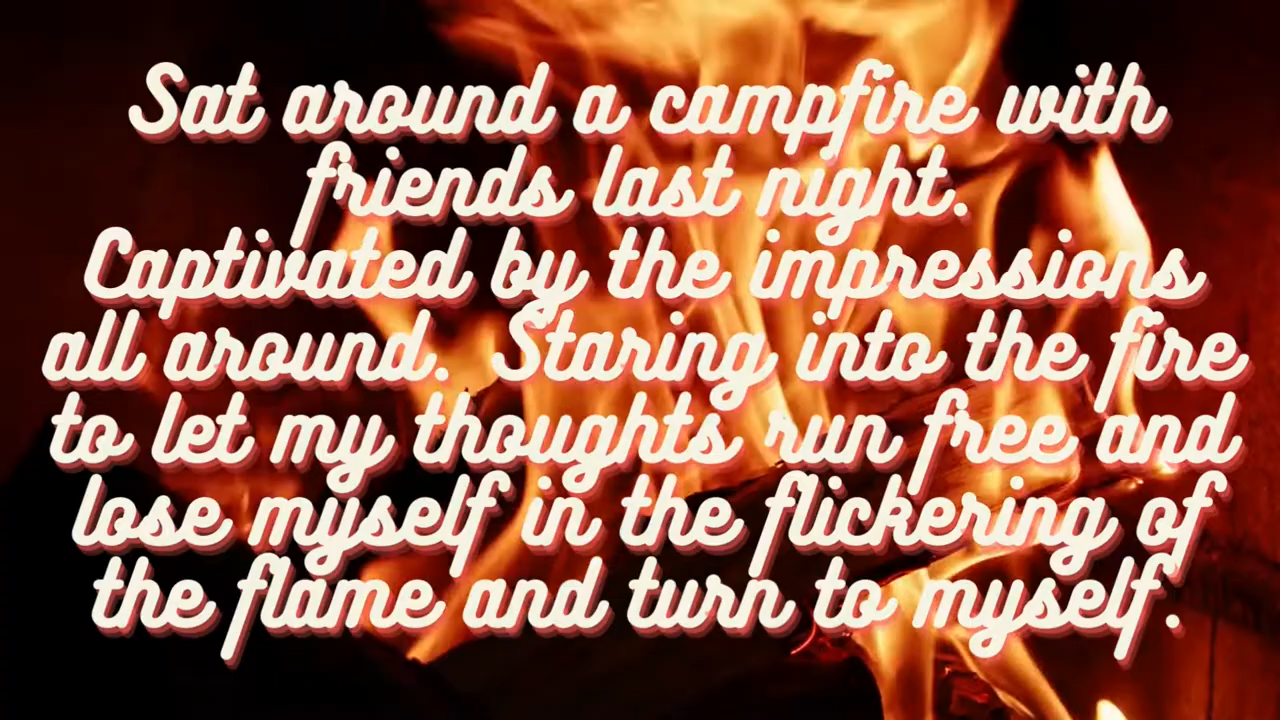 Sat around a campfire with
friends last night.
Captivated by the impressions
all around. Staring into the fire
to let my thoughts run free and
lose myself in the flickering of
the flame and turn to myself.